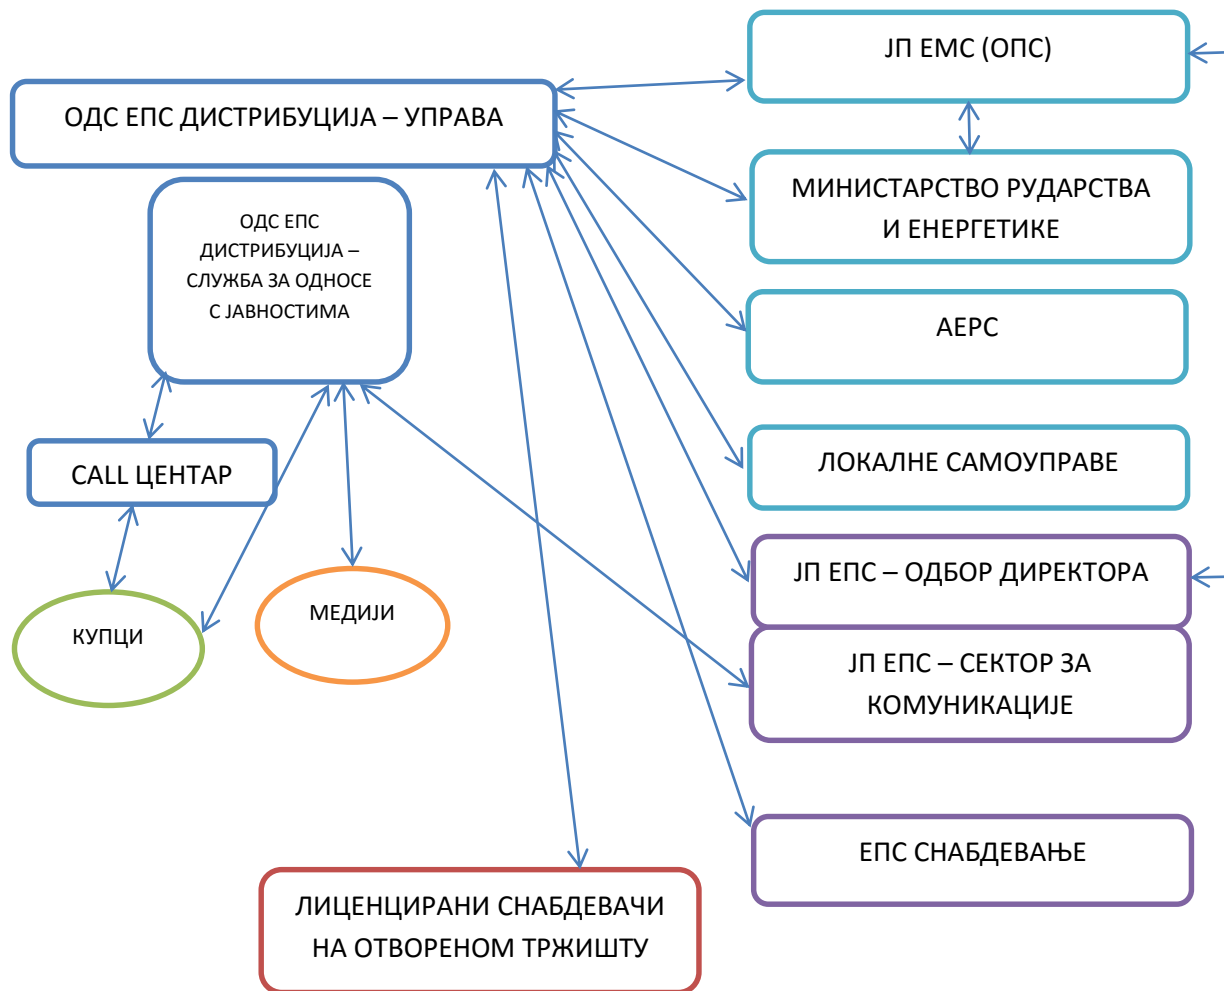 ЈП ЕМС (ОПС)
ОДС ЕПС ДИСТРИБУЦИЈА – УПРАВА
МИНИСТАРСТВО РУДАРСТВА
И ЕНЕРГЕТИКЕ
ОДС ЕПС
ДИСТРИБУЦИЈА –
СЛУЖБА ЗА ОДНОСЕ
С ЈАВНОСТИМА
АЕРС
CALL ЦЕНТАР
ЛОКАЛНЕ САМОУПРАВЕ
ЈП ЕПС – ОДБОР ДИРЕКТОРА
КУПЦИ
МЕДИЈИ
ЈП ЕПС – СЕКТОР ЗА
КОМУНИКАЦИЈЕ
ЕПС СНАБДЕВАЊЕ
ЛИЦЕНЦИРАНИ СНАБДЕВАЧИ
НА ОТВОРЕНОМ ТРЖИШТУ